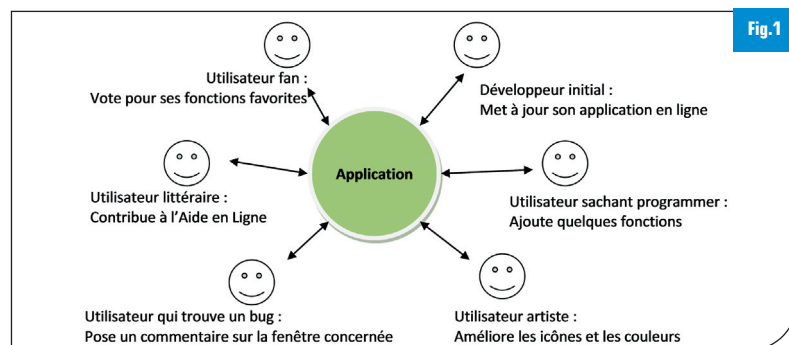 Fig.1
Utilisateur fan :
Vote pour ses fonctions favorites
Développeur initial :
Met à jour son application en ligne
Application
Utilisateur littéraire :
Contribue à l'Aide en Ligne
Utilisateur sachant programmer :
Ajoute quelques fonctions
Utilisateur qui trouve un bug :
Pose un commentaire sur la fenêtre concernée
Utilisateur artiste :
Améliore les icônes et les couleurs